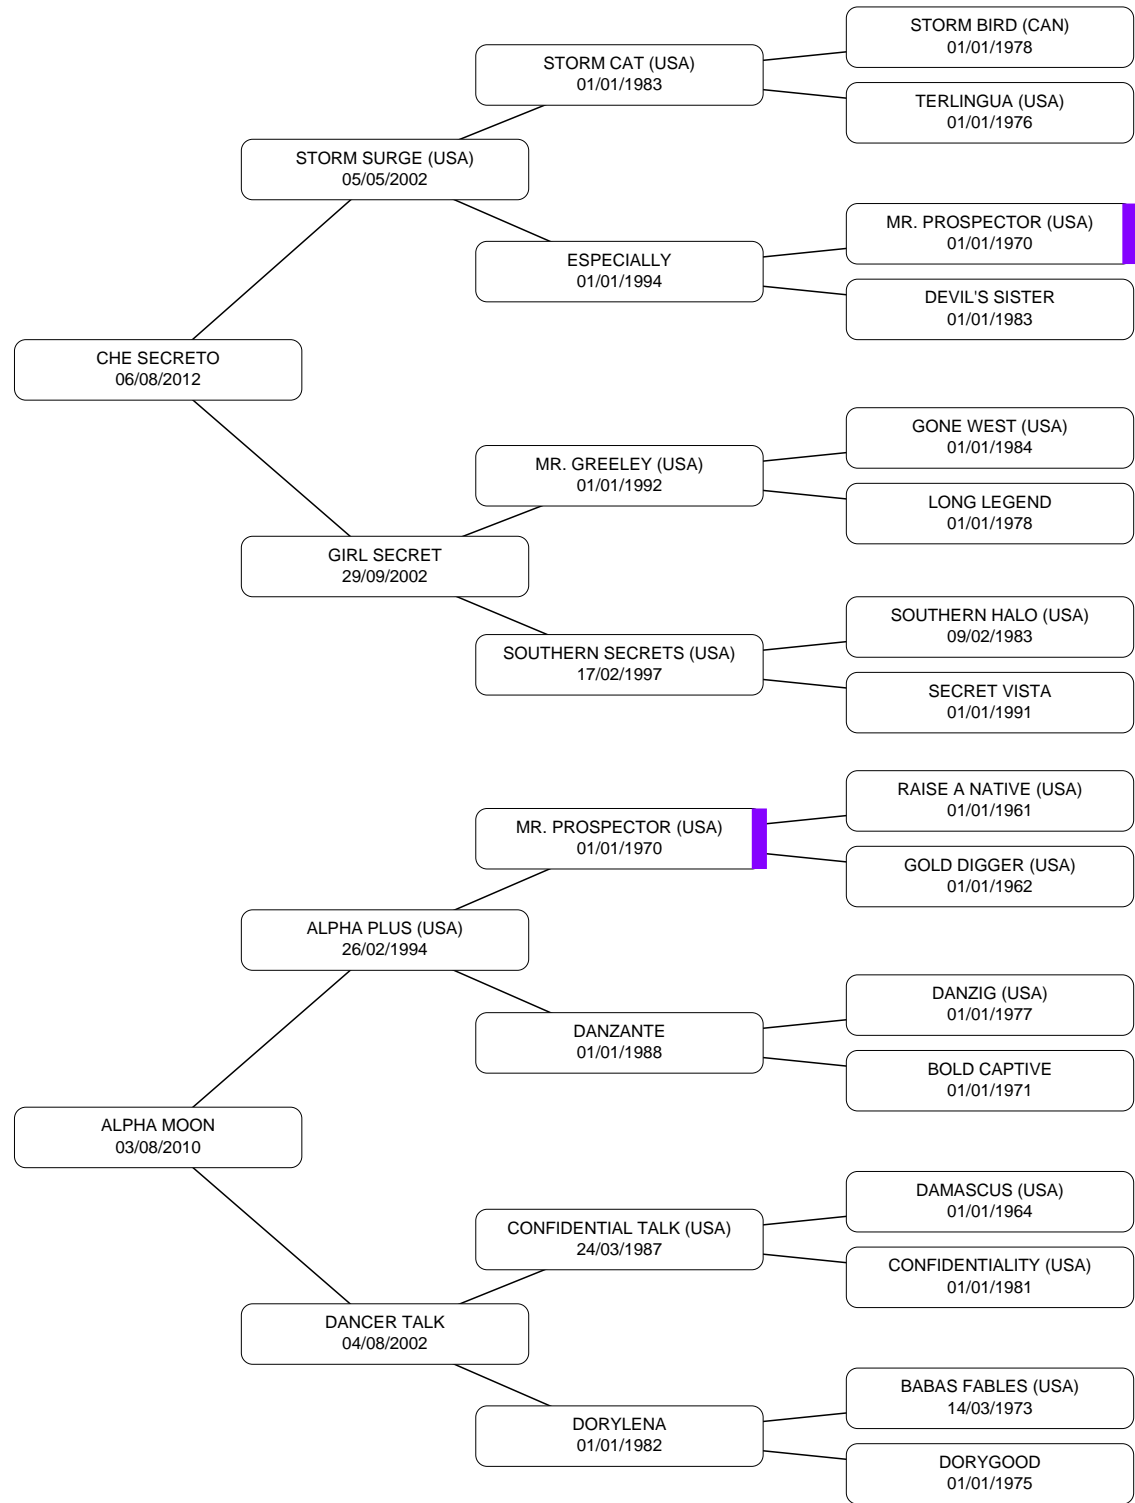 STORM BIRD (CAN)
01/01/1978
STORM CAT (USA)
01/01/1983
TERLINGUA (USA)
01/01/1976
STORM SURGE (USA)
05/05/2002
MR. PROSPECTOR (USA)
01/01/1970
ESPECIALLY
01/01/1994
DEVIL'S SISTER
01/01/1983
CHE SECRETO
06/08/2012
GONE WEST (USA)
01/01/1984
MR. GREELEY (USA)
01/01/1992
LONG LEGEND
01/01/1978
GIRL SECRET
29/09/2002
SOUTHERN HALO (USA)
09/02/1983
SOUTHERN SECRETS (USA)
17/02/1997
SECRET VISTA
01/01/1991
RAISE A NATIVE (USA)
01/01/1961
MR. PROSPECTOR (USA)
01/01/1970
GOLD DIGGER (USA)
01/01/1962
ALPHA PLUS (USA)
26/02/1994
DANZIG (USA)
01/01/1977
DANZANTE
01/01/1988
BOLD CAPTIVE
01/01/1971
ALPHA MOON
03/08/2010
DAMASCUS (USA)
01/01/1964
CONFIDENTIAL TALK (USA)
24/03/1987
CONFIDENTIALITY (USA)
01/01/1981
DANCER TALK
04/08/2002
BABAS FABLES (USA)
14/03/1973
DORYLENA
01/01/1982
DORYGOOD
01/01/1975